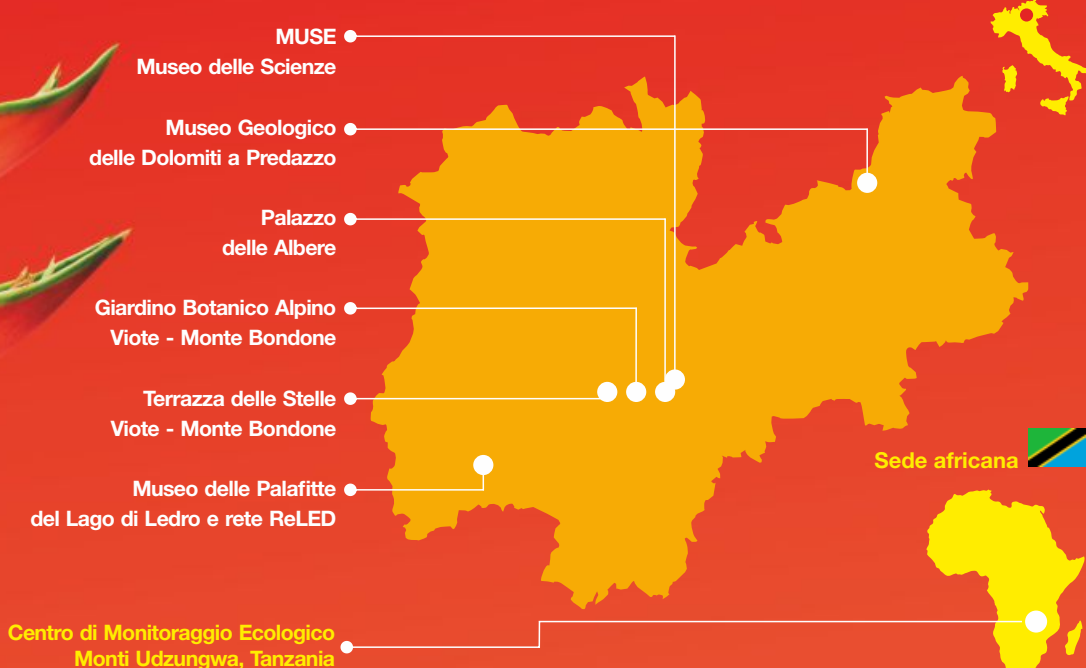 MUSE
Museo delle Scienze
Museo Geologico
delle Dolomiti a Predazzo
Palazzo
delle Albere
Giardino Botanico Alpino
Viote - Monte Bondone
Terrazza delle Stelle
Viote - Monte Bondone
Museo delle Palafitte
del Lago di Ledro e rete ReLED
Sede africana
Centro di Monitoraggio Ecologico
Monti Udzungwa, Tanzania